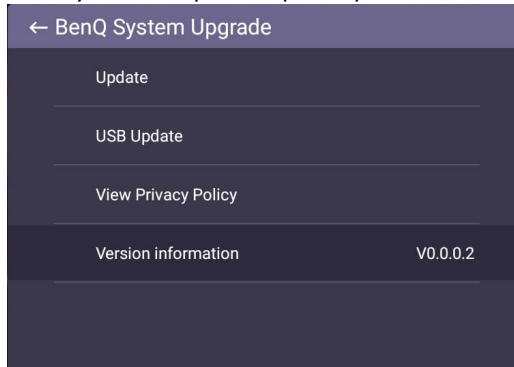 ← BenQ System Upgrade
Update
USB Update
View Privacy Policy
Version information V0.0.0.2